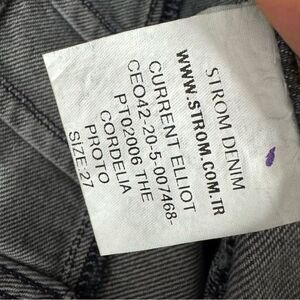 STROM DENIM
WWW.STROM.COM.TR
CURRENT ELLIOT
CEO42-20-5-007468-
PT02006 THE
CORDELIA
PROTO
SIZE:27